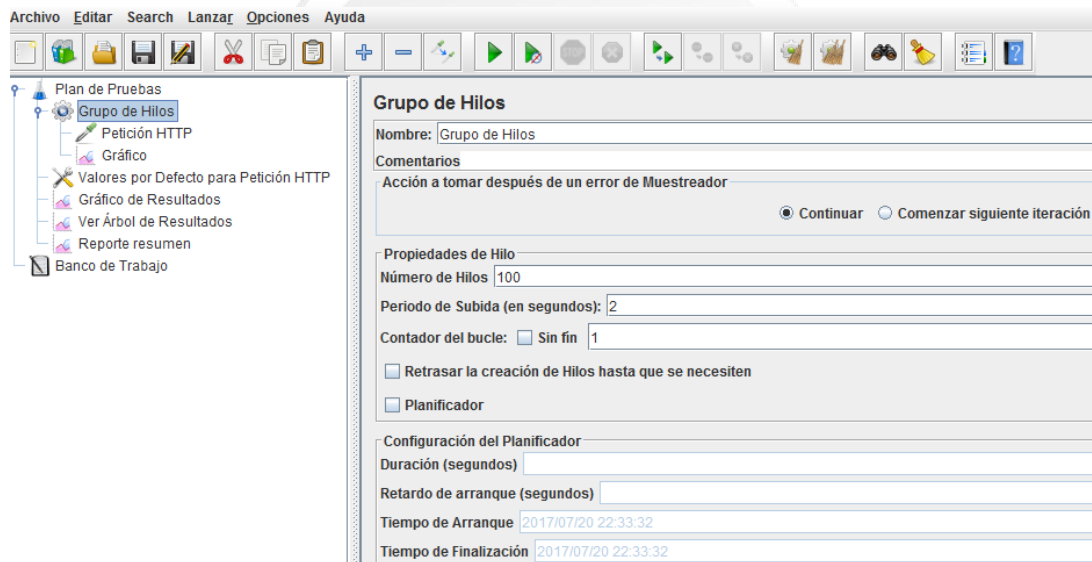 Archivo Editar Search Lanzar Opciones Ayuda
STOP
Plan de Pruebas
Grupo de Hilos
Petición HTTP
Gráfico
Valores por Defecto para Petición HTTP
Gráfico de Resultados
Ver Árbol de Resultados
Reporte resumen
Banco de Trabajo
Grupo de Hilos
Nombre: Grupo de Hilos
Comentarios
Acción a tomar después de un error de Muestreador
Continuar Comenzar siguiente iteración
Propiedades de Hilo
Número de Hilos 100
Periodo de Subida (en segundos): 2
Contador del bucle: Sin fín 1
Retrasar la creación de Hilos hasta que se necesiten
Planificador
Configuración del Planificador
Duración (segundos)
Retardo de arranque (segundos)
Tiempo de Arranque 2017/07/20 22:33:32
Tiempo de Finalización 2017/07/20 22:33:32